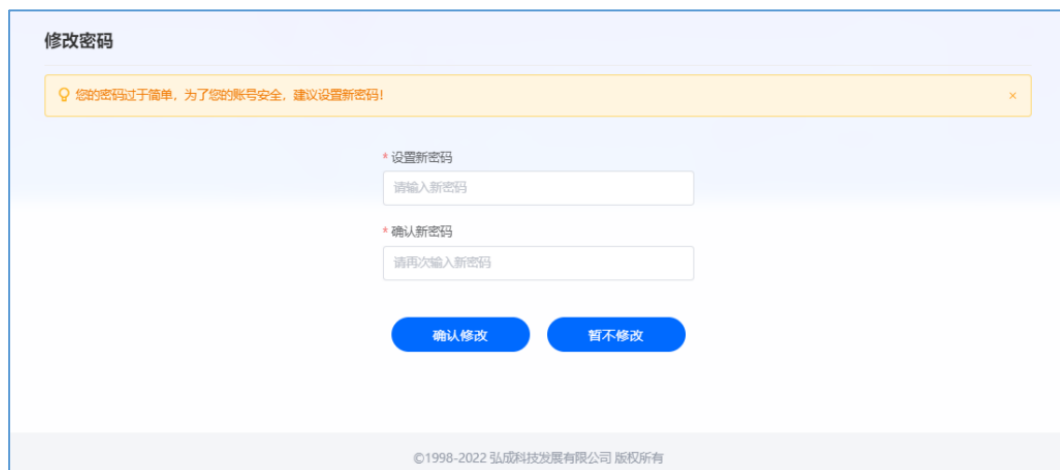 修改密码
您的密码过于简单，为了您的账号安全，建议设置新密码！
* 设置新密码
请输入新密码
* 确认新密码
请再次输入新密码
确认修改 暂不修改
©1998-2022 弘成科技发展有限公司 版权所有